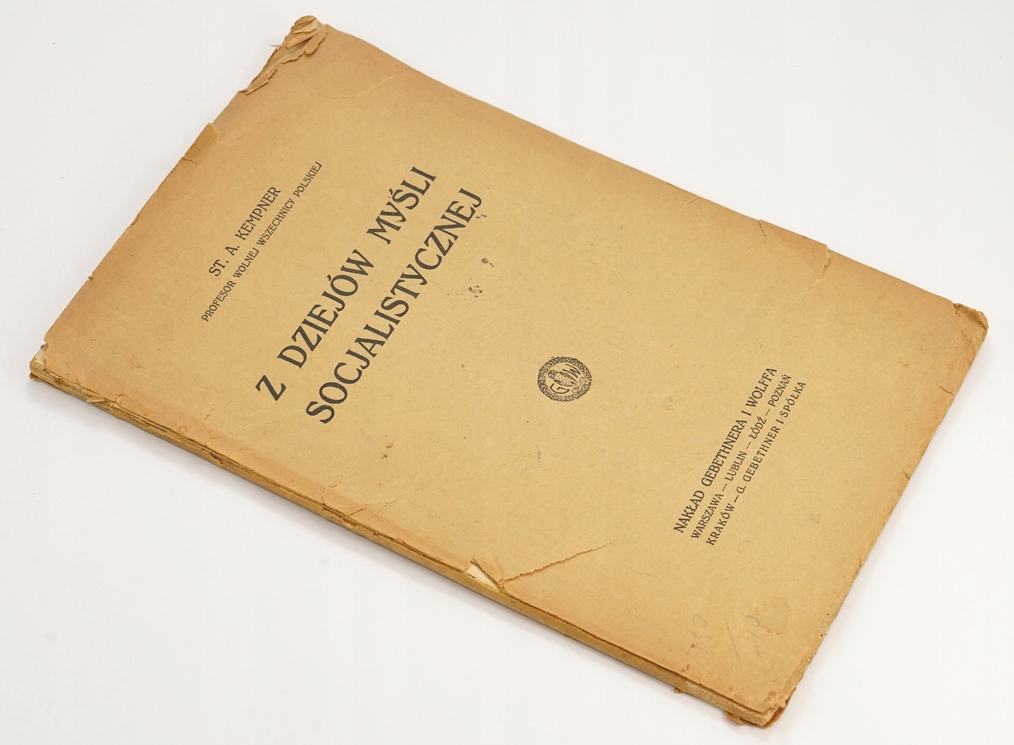 ST. A. KEMPNER
PROFESOR WOLNEJ WSZECHNICY POLSKIEJ
Z DZIEJÓW MYŚLI
SOCJALISTYCZNEJ
GW
NAKŁAD GEBETHNERA I WOLFFA
WARSZAWA — LUBLIN — ŁÓDŹ — POZNAŃ
KRAKÓW — G. GEBETHNER I SPÓŁKA